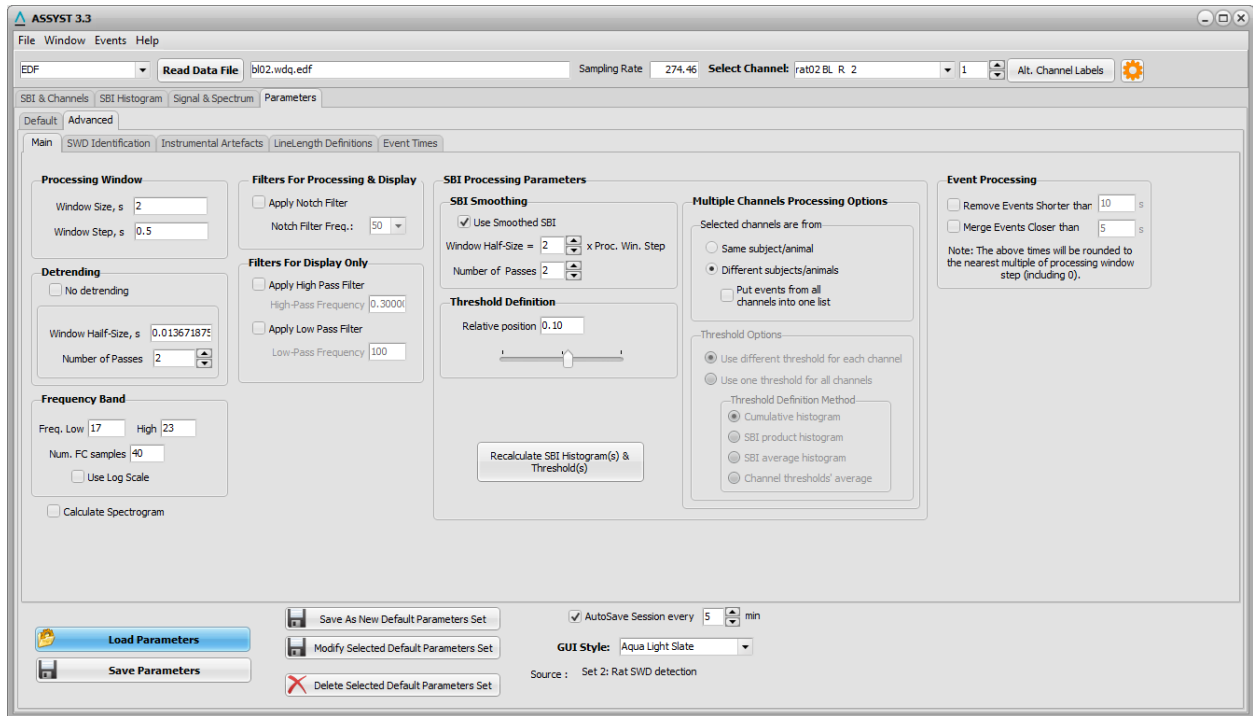 ASSYST 3.3
File Window Events Help
EDF Read Data File bl02.wdq.edf Sampling Rate 274.46 Select Channel: rat02 BL R 2 1 Alt. Channel Labels
SBI & Channels SBI Histogram Signal & Spectrum Parameters
Default Advanced
Main SWD Identification Instrumental Artefacts LineLength Definitions Event Times
Processing Window
Window Size, s 2
Window Step, s 0.5
Detrending
No detrending
Window Hailf-Size, s 0.013671875
Number of Passes 2
Frequency Band
Freq. Low 17 High 23
Num. FC samples 40
Use Log Scale
Calculate Spectrogram
Filters For Processing & Display
Apply Notch Filter
Notch Filter Freq.: 50
Filters For Display Only
Apply High Pass Filter
High-Pass Frequency 0.3000(
Apply Low Pass Filter
Low-Pass Frequency 100
SBI Processing Parameters
SBI Smoothing
Use Smoothed SBI
Window Half-Size = 2 x Proc. Win. Step
Number of Passes 2
Threshold Definition
Relative position 0.10
Recalculate SBI Histogram(s) &
Threshold(s)
Multiple Channels Processing Options
Selected channels are from
Same subject/animal
Different subjects/animals
Put events from all
channels into one list
Threshold Options
Use different threshold for each channel
Use one threshold for all channels
Threshold Definition Method
Cumulative histogram
SBI product histogram
SBI average histogram
Channel thresholds' average
Event Processing
Remove Events Shorter than 10 s
Merge Events Closer than 5 s
Note: The above times will be rounded to
the nearest multiple of processing window
step (including 0).
Load Parameters
Save Parameters
Save As New Default Parameters Set
Modify Selected Default Parameters Set
Delete Selected Default Parameters Set
AutoSave Session every 5 min
GUI Style: Aqua Light Slate
Source : Set 2: Rat SWD detection